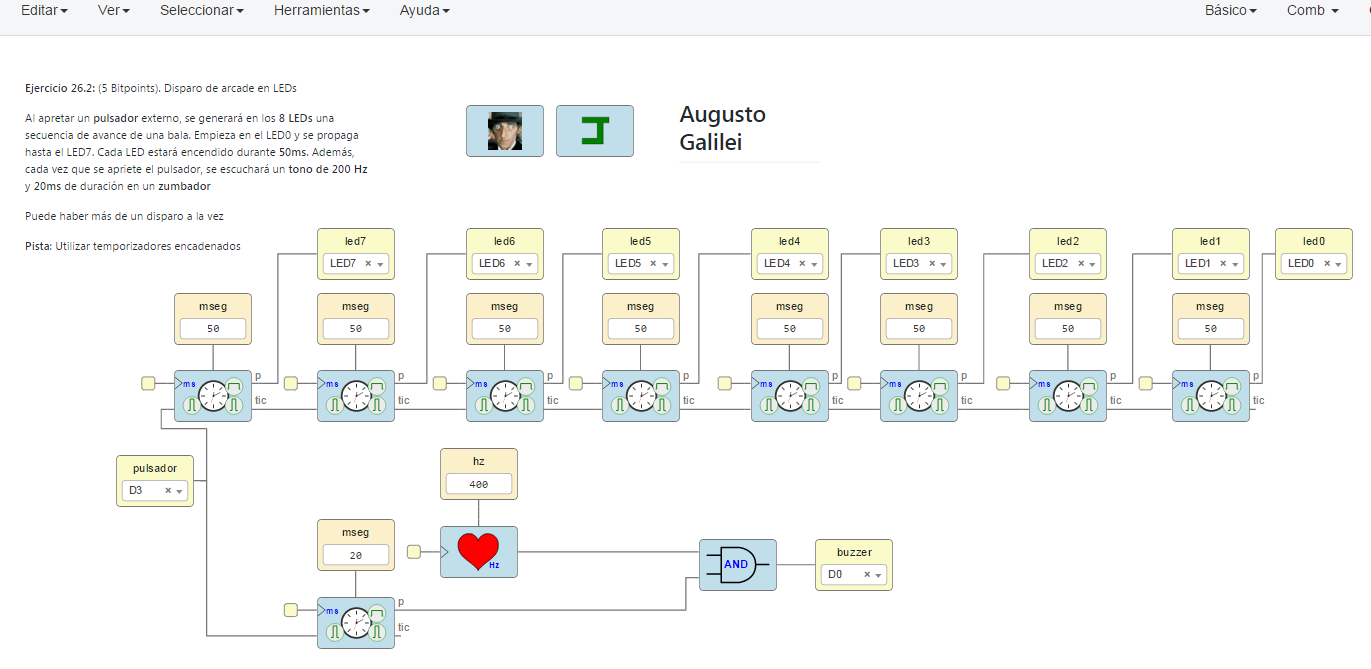 Editar Ver Seleccionar Herramientas Ayuda Básico Comb
Ejercicio 26.2: (5 Bitpoints). Disparo de arcade en LEDs
Al apretar un pulsador externo, se generará en los 8 LEDs una
secuencia de avance de una bala. Empieza en el LED0 y se propaga
hasta el LED7. Cada LED estará encendido durante 50ms. Además,
cada vez que se apriete el pulsador, se escuchará un tono de 200 Hz
y 20ms de duración en un zumbador
Puede haber más de un disparo a la vez
Pista: Utilizar temporizadores encadenados
Augusto
Galilei
led7 led6 led5 led4 led3 led2 led1 led0
LED7 LED6 LED5 LED4 LED3 LED2 LED1 LED0
mseg mseg mseg mseg mseg mseg mseg mseg
50 50 50 50 50 50 50 50
ms p ms p ms p ms p ms p ms p ms p ms p
tic tic tic tic tic tic tic tic
pulsador
D3
hz
400
Hz
mseg
20
ms p
tic
AND
buzzer
D0